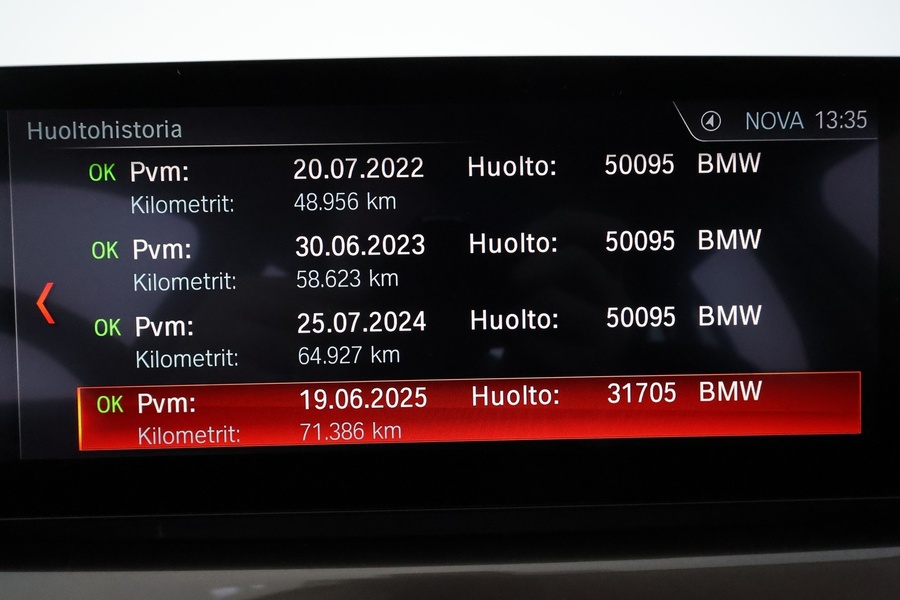 Huoltohistoria NOVA 13:35
OK Pvm: 20.07.2022 Huolto: 50095 BMW
Kilometrit: 48.956 km
OK Pvm: 30.06.2023 Huolto: 50095 BMW
Kilometrit: 58.623 km
OK Pvm: 25.07.2024 Huolto: 50095 BMW
Kilometrit: 64.927 km
OK Pvm: 19.06.2025 Huolto: 31705 BMW
Kilometrit: 71.386 km